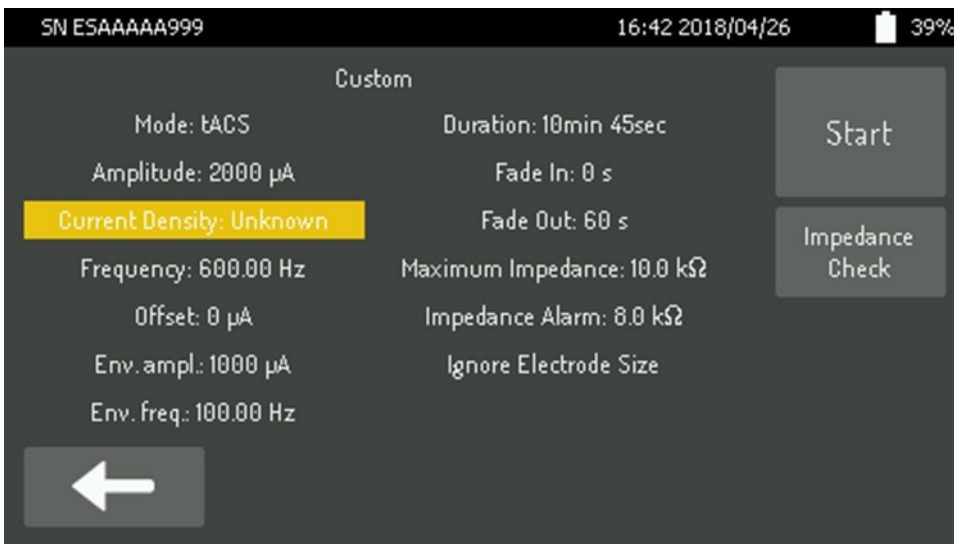 SN ESAAAAA999 16:42 2018/04/26 39%
Custom
Mode: tACS
Amplitude: 2000 µA
Current Density: Unknown
Frequency: 600.00 Hz
Offset: 0 µA
Env. ampl.: 1000 µA
Env. freq.: 100.00 Hz
Duration: 10min 45sec
Fade In: 0 s
Fade Out: 60 s
Maximum Impedance: 10.0 kΩ
Impedance Alarm: 8.0 kΩ
Ignore Electrode Size
Start
Impedance
Check